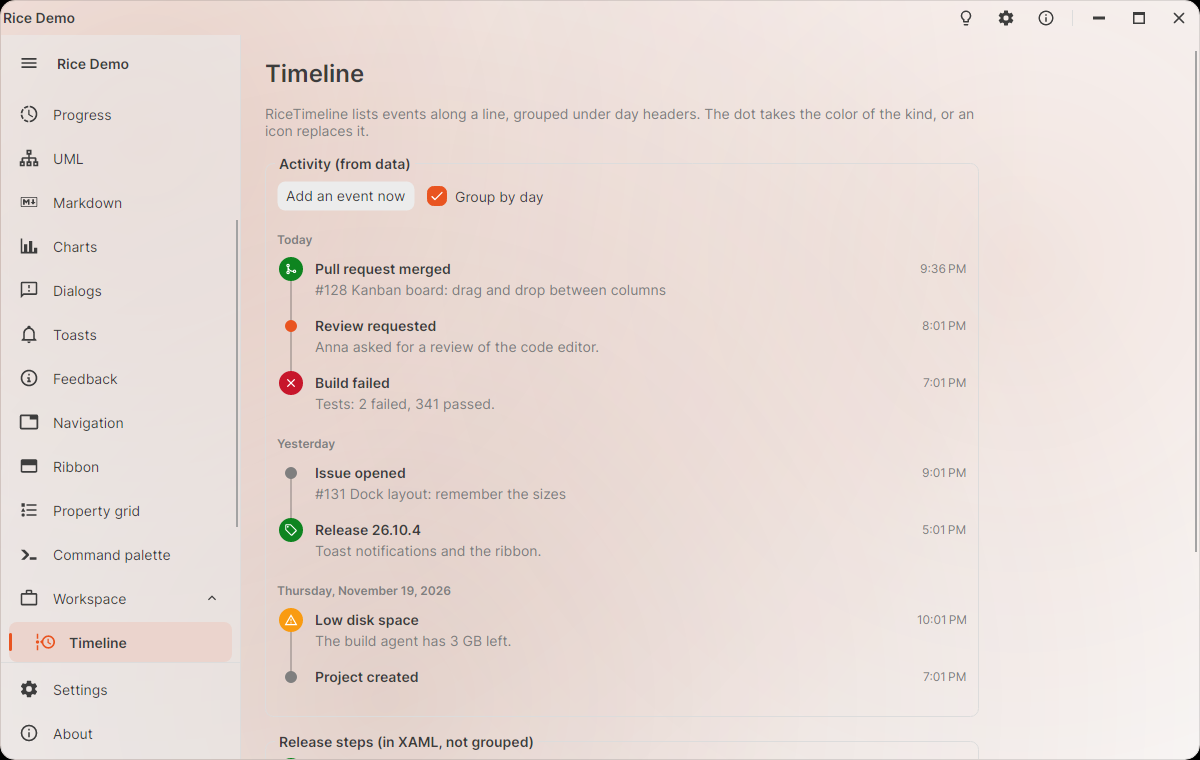 Rice Demo
Rice Demo
Progress
UML
Markdown
Charts
Dialogs
Toasts
Feedback
Navigation
Ribbon
Property grid
Command palette
Workspace
Timeline
Settings
About
Timeline
RiceTimeline lists events along a line, grouped under day headers. The dot takes the color of the kind, or an
icon replaces it.
Activity (from data)
Add an event now
Group by day
Today
Pull request merged 9:36 PM
#128 Kanban board: drag and drop between columns
Review requested 8:01 PM
Anna asked for a review of the code editor.
Build failed 7:01 PM
Tests: 2 failed, 341 passed.
Yesterday
Issue opened 9:01 PM
#131 Dock layout: remember the sizes
Release 26.10.4 5:01 PM
Toast notifications and the ribbon.
Thursday, November 19, 2026
Low disk space 10:01 PM
The build agent has 3 GB left.
Project created 7:01 PM
Release steps (in XAML, not grouped)